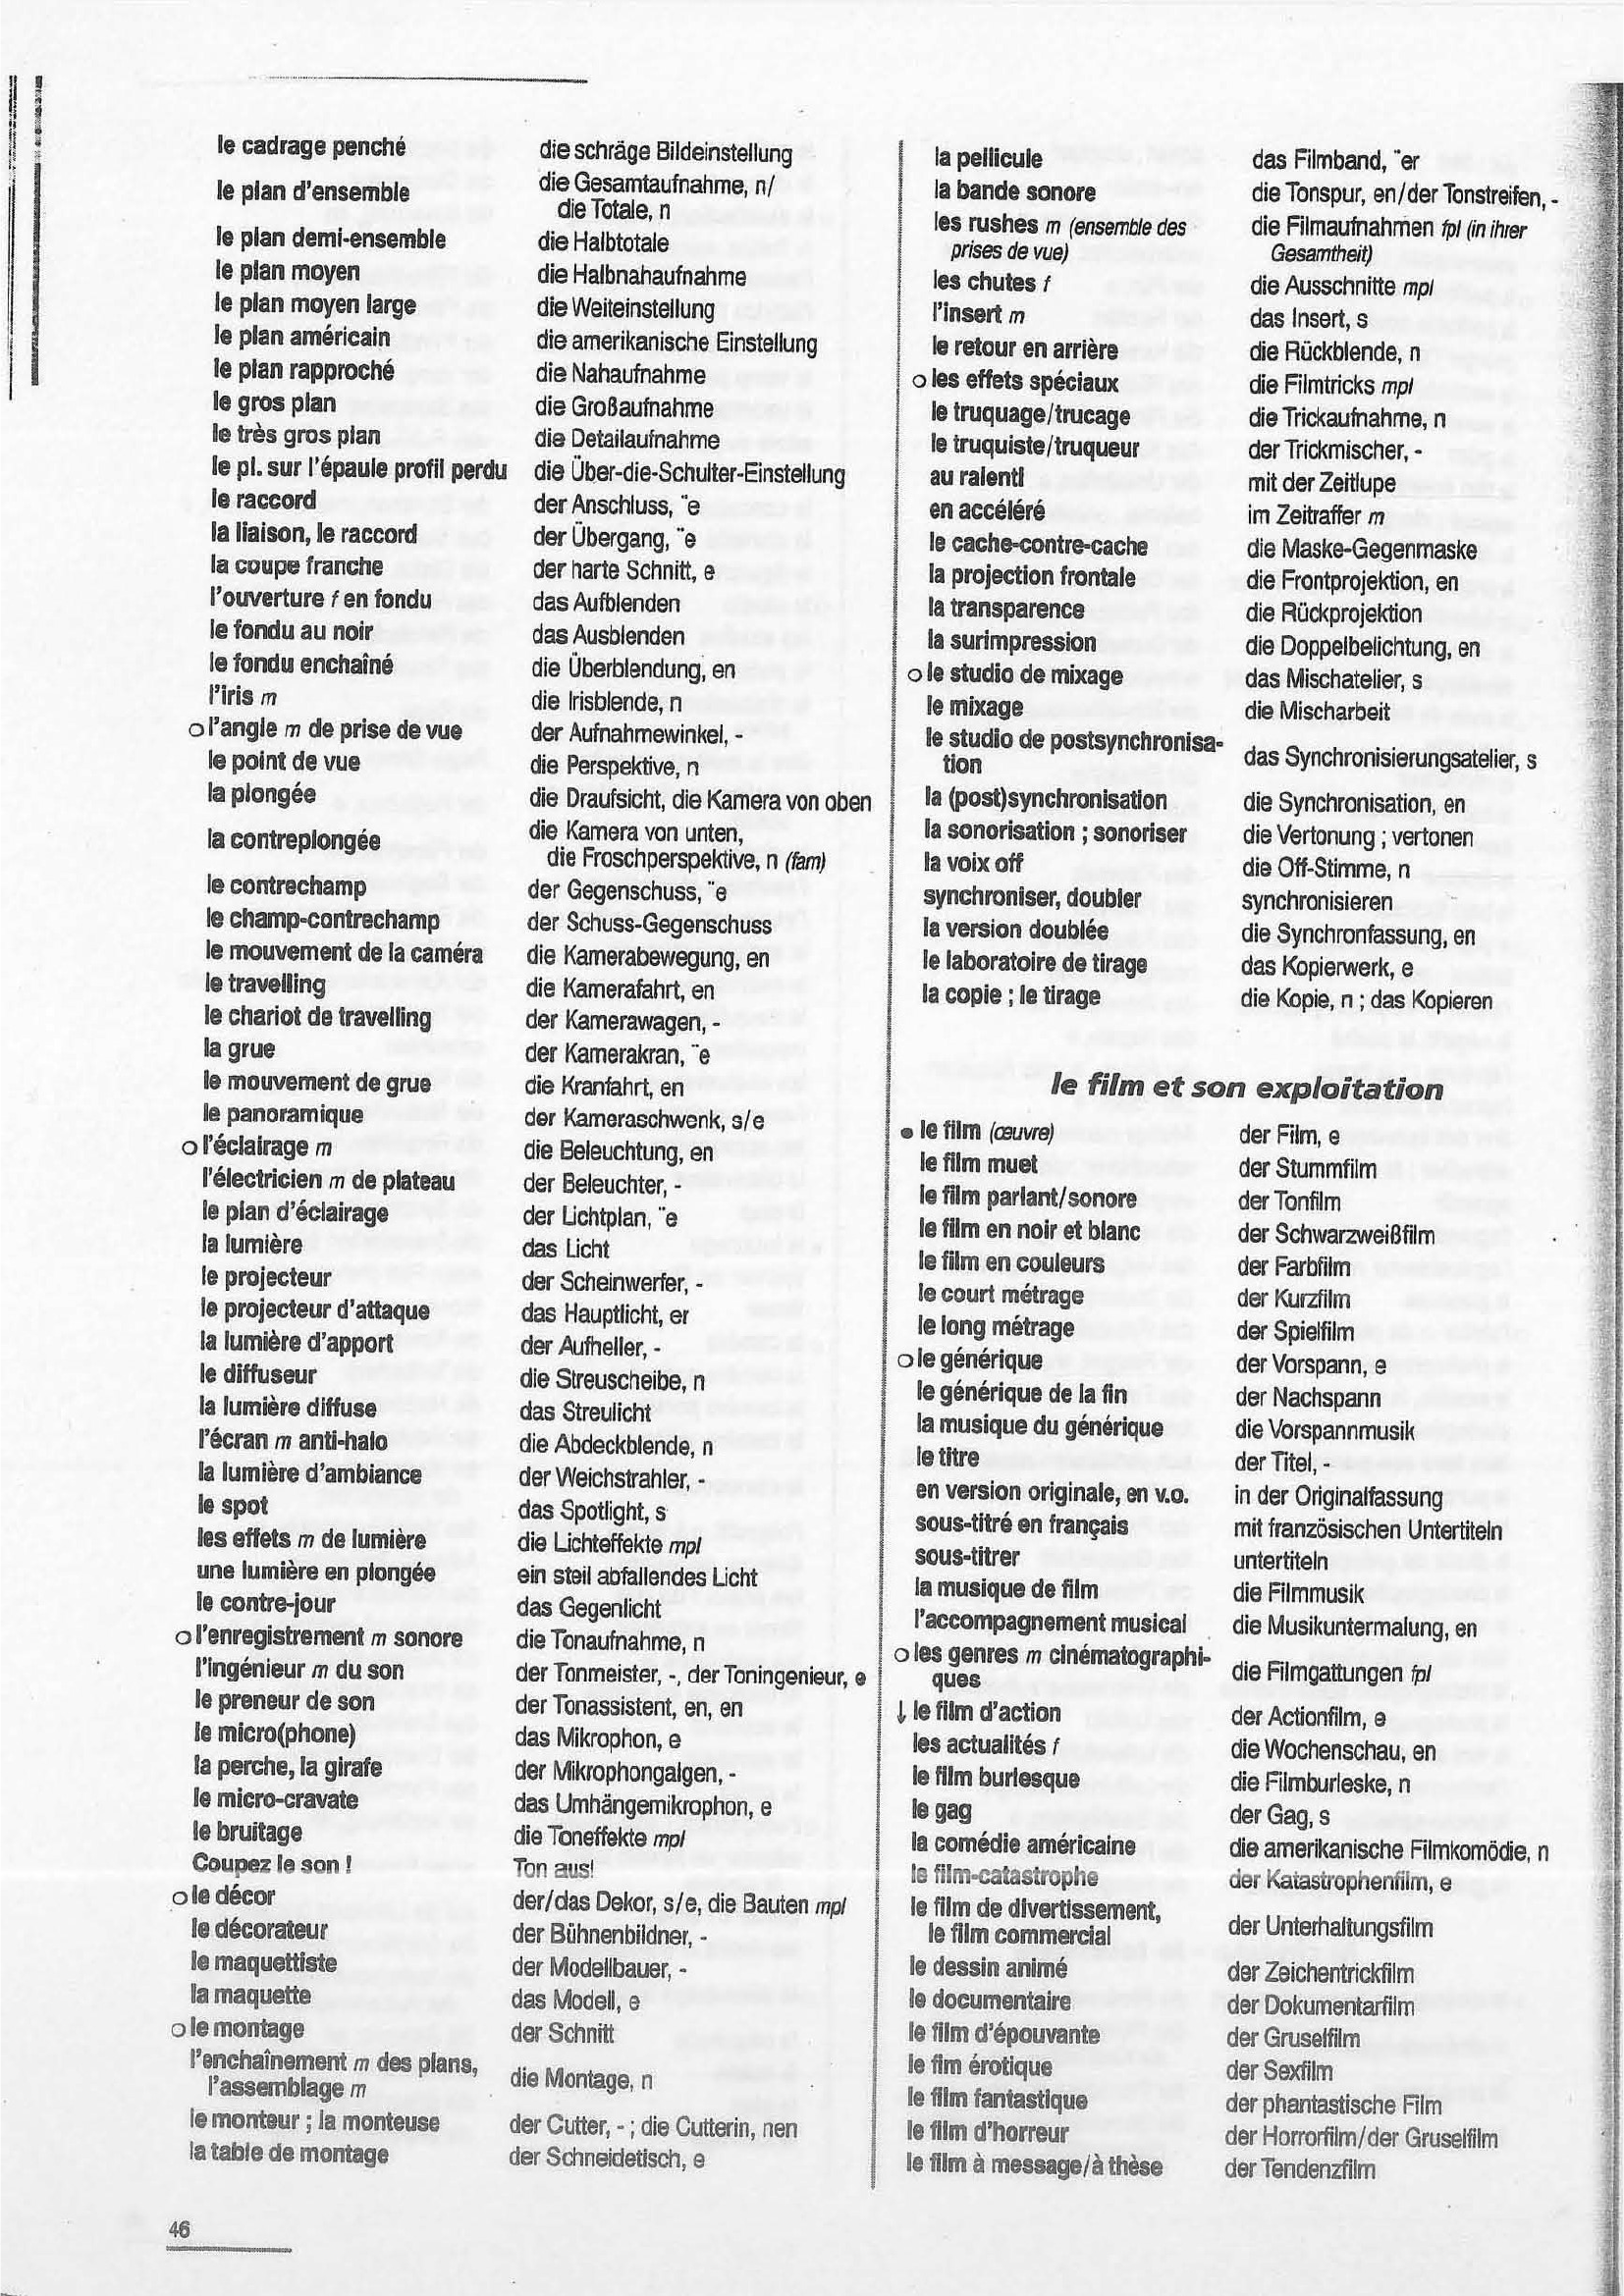 le cadrage penché die schräge Bildeinstellung
le plan d'ensemble die Gesamtaufnahme, n/
die Totale, n
le plan demi-ensemble die Halbtotale
le plan moyen die Halbnahaufnahme
le plan moyen large die Weiteinstellung
le plan américain die amerikanische Einstellung
le plan rapproché die Nahaufnahme
le gros plan die Großaufnahme
le très gros plan die Detailaufnahme
le pl. sur l'épaule profil perdu die Über-die-Schulter-Einstellung
le raccord der Anschluss, ¨e
la liaison, le raccord der Übergang, ¨e
la coupe franche der harte Schnitt, e
l'ouverture f en fondu das Aufblenden
le fondu au noir das Ausblenden
le fondu enchaîné die Überblendung, en
l'iris m die Irisblende, n
o l'angle m de prise de vue der Aufnahmewinkel, -
le point de vue die Perspektive, n
la plongée die Draufsicht, die Kamera von oben
la contreplongée die Kamera von unten,
die Froschperspektive, n (fam)
le contrechamp der Gegenschuss, ¨e
le champ-contrechamp der Schuss-Gegenschuss
le mouvement de la caméra die Kamerabewegung, en
le travelling die Kamerafahrt, en
le chariot de travelling der Kamerawagen, -
la grue der Kamerakran, ¨e
le mouvement de grue die Kranfahrt, en
le panoramique der Kameraschwenk, s/e
o l'éclairage m die Beleuchtung, en
l'électricien m de plateau der Beleuchter, -
le plan d'éclairage der Lichtplan, ¨e
la lumière das Licht
le projecteur der Scheinwerfer, -
le projecteur d'attaque das Hauptlicht, er
la lumière d'apport der Aufheller, -
le diffuseur die Streuscheibe, n
la lumière diffuse das Streulicht
l'écran m anti-halo die Abdeckblende, n
la lumière d'ambiance der Weichstrahler, -
le spot das Spotlight, s
les effets m de lumière die Lichteffekte mpl
une lumière en plongée ein steil abfallendes Licht
le contre-jour das Gegenlicht
o l'enregistrement m sonore die Tonaufnahme, n
l'ingénieur m du son der Tonmeister, -, der Toningenieur, e
le preneur de son der Tonassistent, en, en
le micro(phone) das Mikrophon, e
la perche, la girafe der Mikrophongalgen, -
le micro-cravate das Umhängemikrophon, e
le bruitage die Toneffekte mpl
Coupez le son ! Ton aus!
o le décor der/das Dekor, s/e, die Bauten mpl
le décorateur der Bühnenbildner, -
le maquettiste der Modellbauer, -
la maquette das Modell, e
o le montage der Schnitt
l'enchaînement m des plans,
l'assemblage m die Montage, n
le monteur ; la monteuse der Cutter, - ; die Cutterin, nen
la table de montage der Schneidetisch, e
46
la pellicule das Filmband, ¨er
la bande sonore die Tonspur, en/der Tonstreifen, -
les rushes m (ensemble des die Filmaufnahmen fpl (in ihrer
prises de vue) Gesamtheit)
les chutes f die Ausschnitte mpl
l'insert m das Insert, s
le retour en arrière die Rückblende, n
o les effets spéciaux die Filmtricks mpl
le truquage/trucage die Trickaufnahme, n
le truquiste/truqueur der Trickmischer, -
au ralenti mit der Zeitlupe
en accéléré im Zeitraffer m
le cache-contre-cache die Maske-Gegenmaske
la projection frontale die Frontprojektion, en
la transparence die Rückprojektion
la surimpression die Doppelbelichtung, en
o le studio de mixage das Mischatelier, s
le mixage die Mischarbeit
le studio de postsynchronisa-
tion das Synchronisierungsatelier, s
la (post)synchronisation die Synchronisation, en
la sonorisation ; sonoriser die Vertonung ; vertonen
la voix off die Off-Stimme, n
synchroniser, doubler synchronisieren
la version doublée die Synchronfassung, en
le laboratoire de tirage das Kopierwerk, e
la copie ; le tirage die Kopie, n ; das Kopieren
le film et son exploitation
● le film (œuvre) der Film, e
le film muet der Stummfilm
le film parlant/sonore der Tonfilm
le film en noir et blanc der Schwarzweißfilm
le film en couleurs der Farbfilm
le court métrage der Kurzfilm
le long métrage der Spielfilm
o le générique der Vorspann, e
le générique de la fin der Nachspann
la musique du générique die Vorspannmusik
le titre der Titel, -
en version originale, en v.o. in der Originalfassung
sous-titré en français mit französischen Untertiteln
sous-titrer untertiteln
la musique de film die Filmmusik
l'accompagnement musical die Musikuntermalung, en
o les genres m cinématographi-
ques die Filmgattungen fpl
↓ le film d'action der Actionfilm, e
les actualités f die Wochenschau, en
le film burlesque die Filmburleske, n
le gag der Gag, s
la comédie américaine die amerikanische Filmkomödie, n
le film-catastrophe der Katastrophenfilm, e
le film de divertissement,
le film commercial der Unterhaltungsfilm
le dessin animé der Zeichentrickfilm
le documentaire der Dokumentarfilm
le film d'épouvante der Gruselfilm
le fim érotique der Sexfilm
le film fantastique der phantastische Film
le film d'horreur der Horrorfilm/der Gruselfilm
le film à message/à thèse der Tendenzfilm